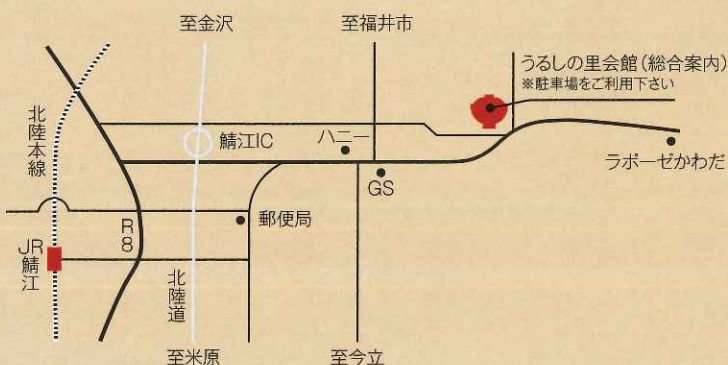 至金沢
至福井市
うるしの里会館(総合案内)
※駐車場をご利用下さい
北陸本線
鯖江IC
ハニー
ラポーゼかわだ
GS
郵便局
R8
JR鯖江
北陸道
至米原
至今立